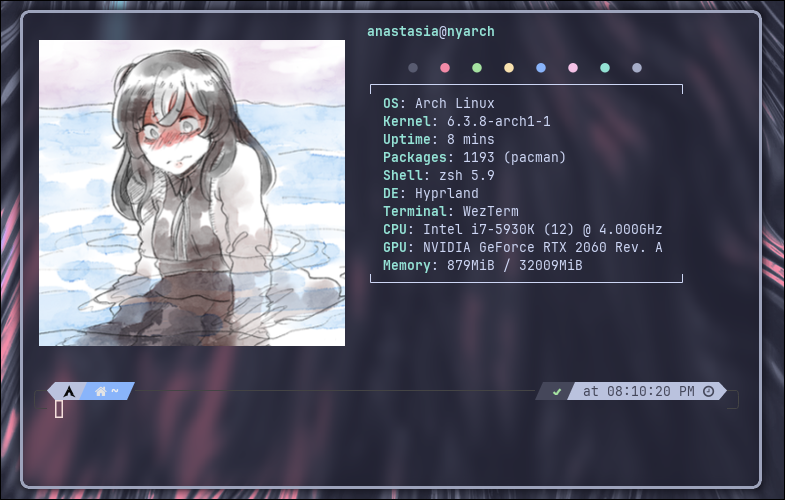 anastasia@nyarch
OS: Arch Linux
Kernel: 6.3.8-arch1-1
Uptime: 8 mins
Packages: 1193 (pacman)
Shell: zsh 5.9
DE: Hyprland
Terminal: WezTerm
CPU: Intel i7-5930K (12) @ 4.000GHz
GPU: NVIDIA GeForce RTX 2060 Rev. A
Memory: 879MiB / 32009MiB
~ at 08:10:20 PM